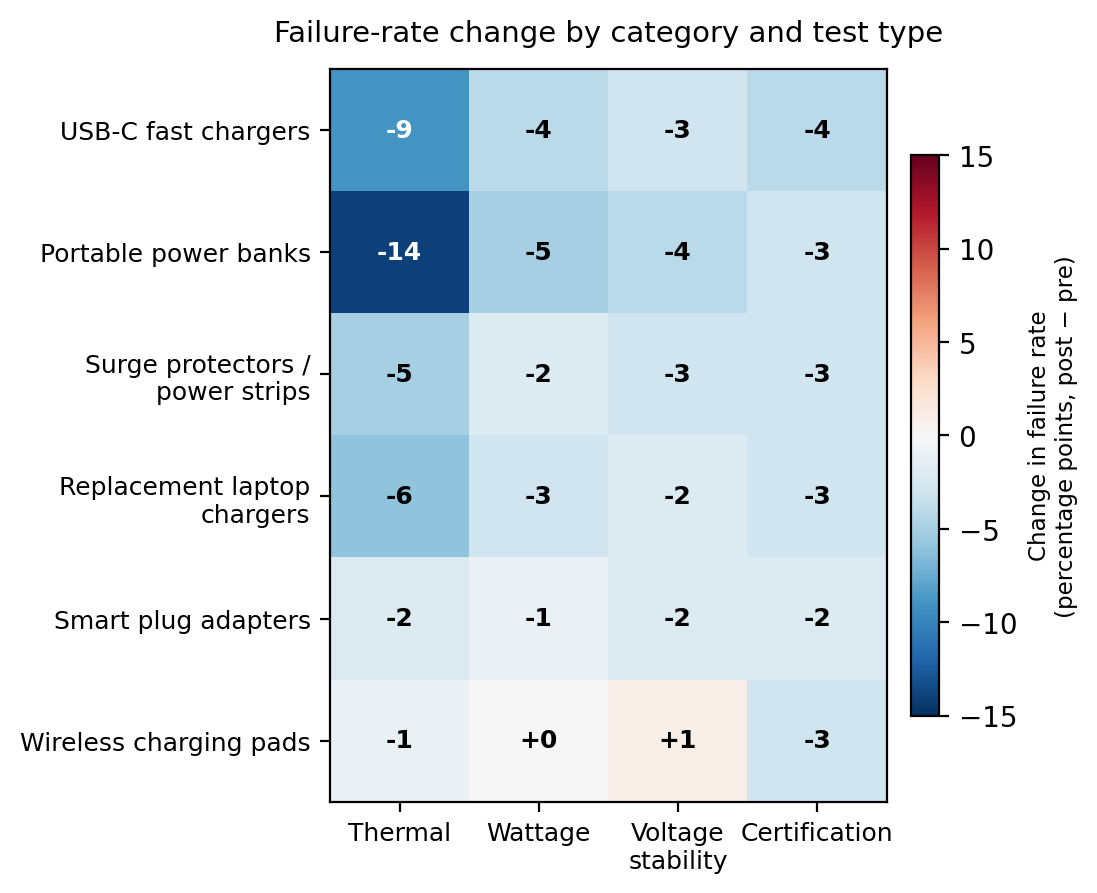 Failure-rate change by category and test type
USB-C fast chargers
-9
-4
-3
-4
Portable power banks
-14
-5
-4
-3
Surge protectors /
power strips
-5
-2
-3
-3
Replacement laptop
chargers
-6
-3
-2
-3
Smart plug adapters
-2
-1
-2
-2
Wireless charging pads
-1
+0
+1
-3
Thermal
Wattage
Voltage
stability
Certification
15
10
5
0
−5
−10
−15
Change in failure rate
(percentage points, post − pre)